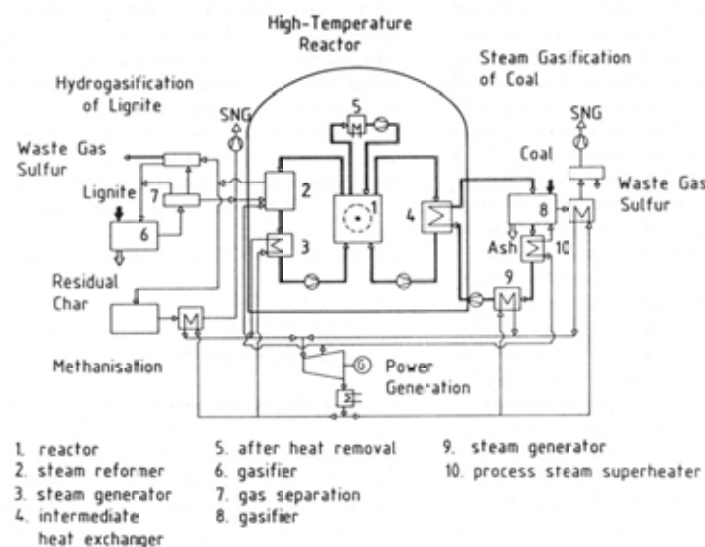 High-Temperature
Reactor
Steam Gasification
of Coal
Hydrogasification
of Lignite
SNG
SNG
5
Waste Gas
Sulfur
Coal
Waste Gas
Sulfur
Lignite
7
2
1
4
8
6
3
Ash
10
9
Residual
Char
Methanisation
G
Power
Generation
1. reactor
2. steam reformer
3. steam generator
4. intermediate
heat exchanger
5. after heat removal
6. gasifier
7. gas separation
8. gasifier
9. steam generator
10. process steam superheater